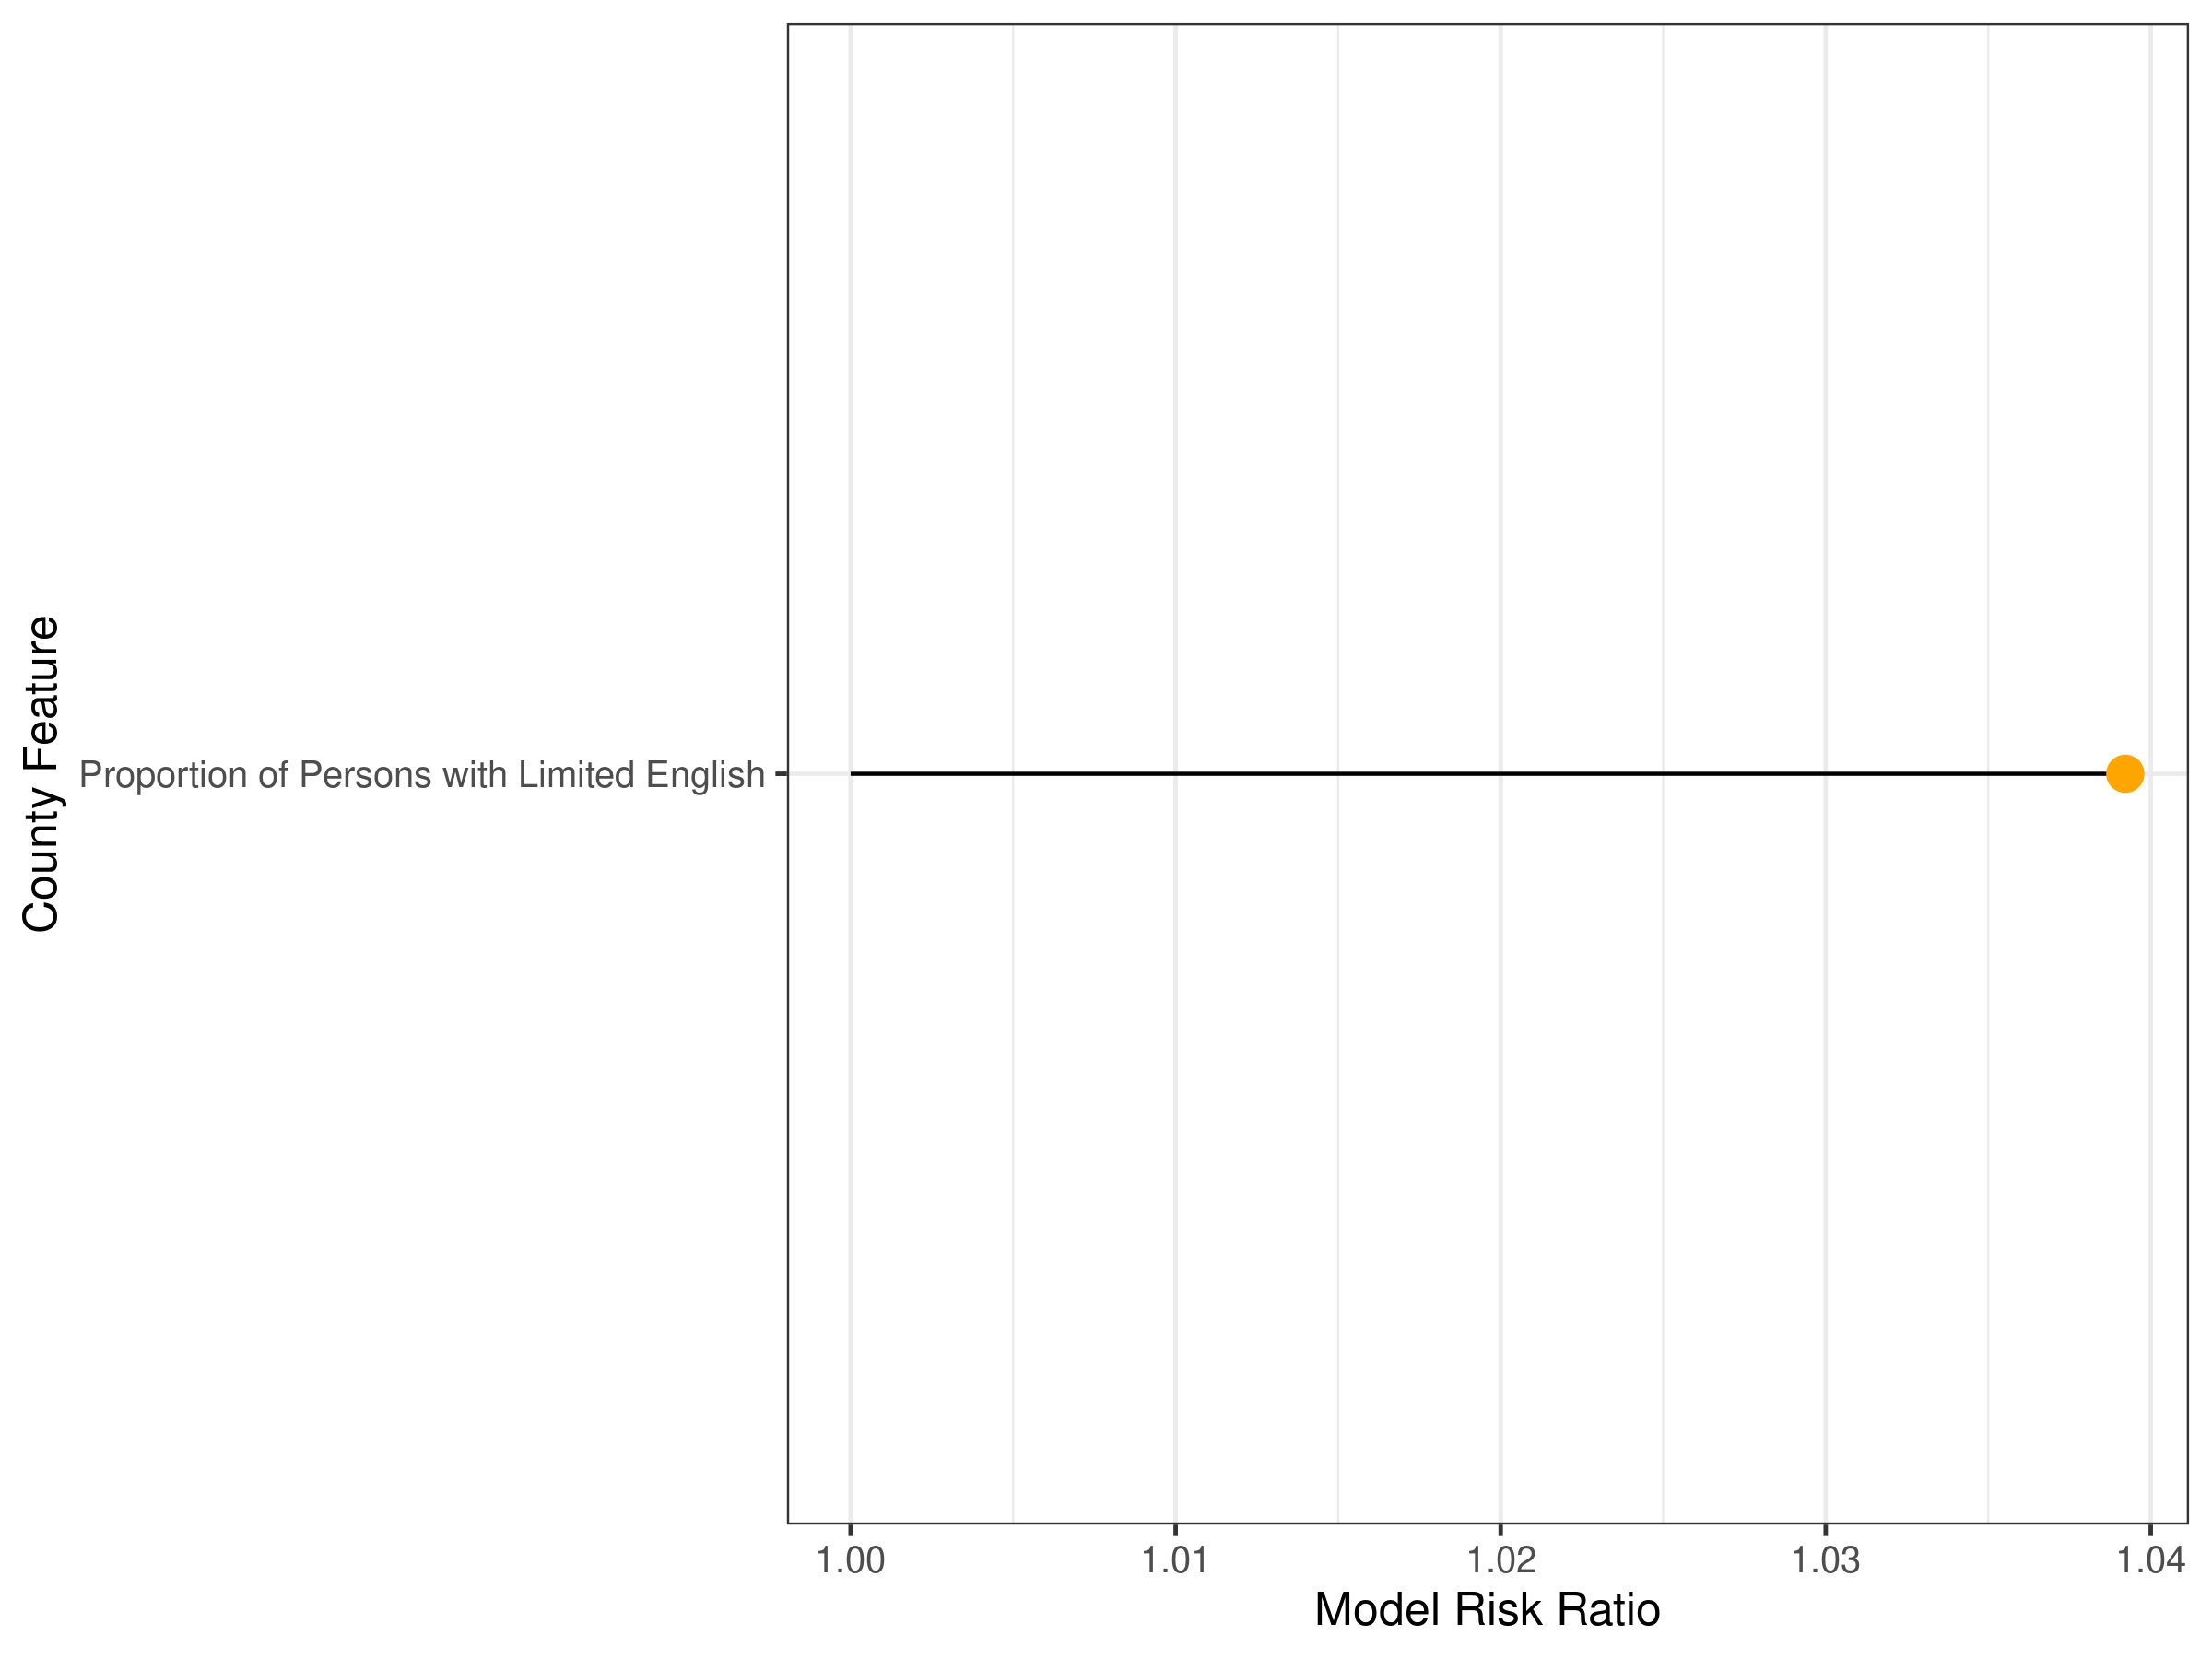 County Feature
Proportion of Persons with Limited English
1.00 1.01 1.02 1.03 1.04
Model Risk Ratio